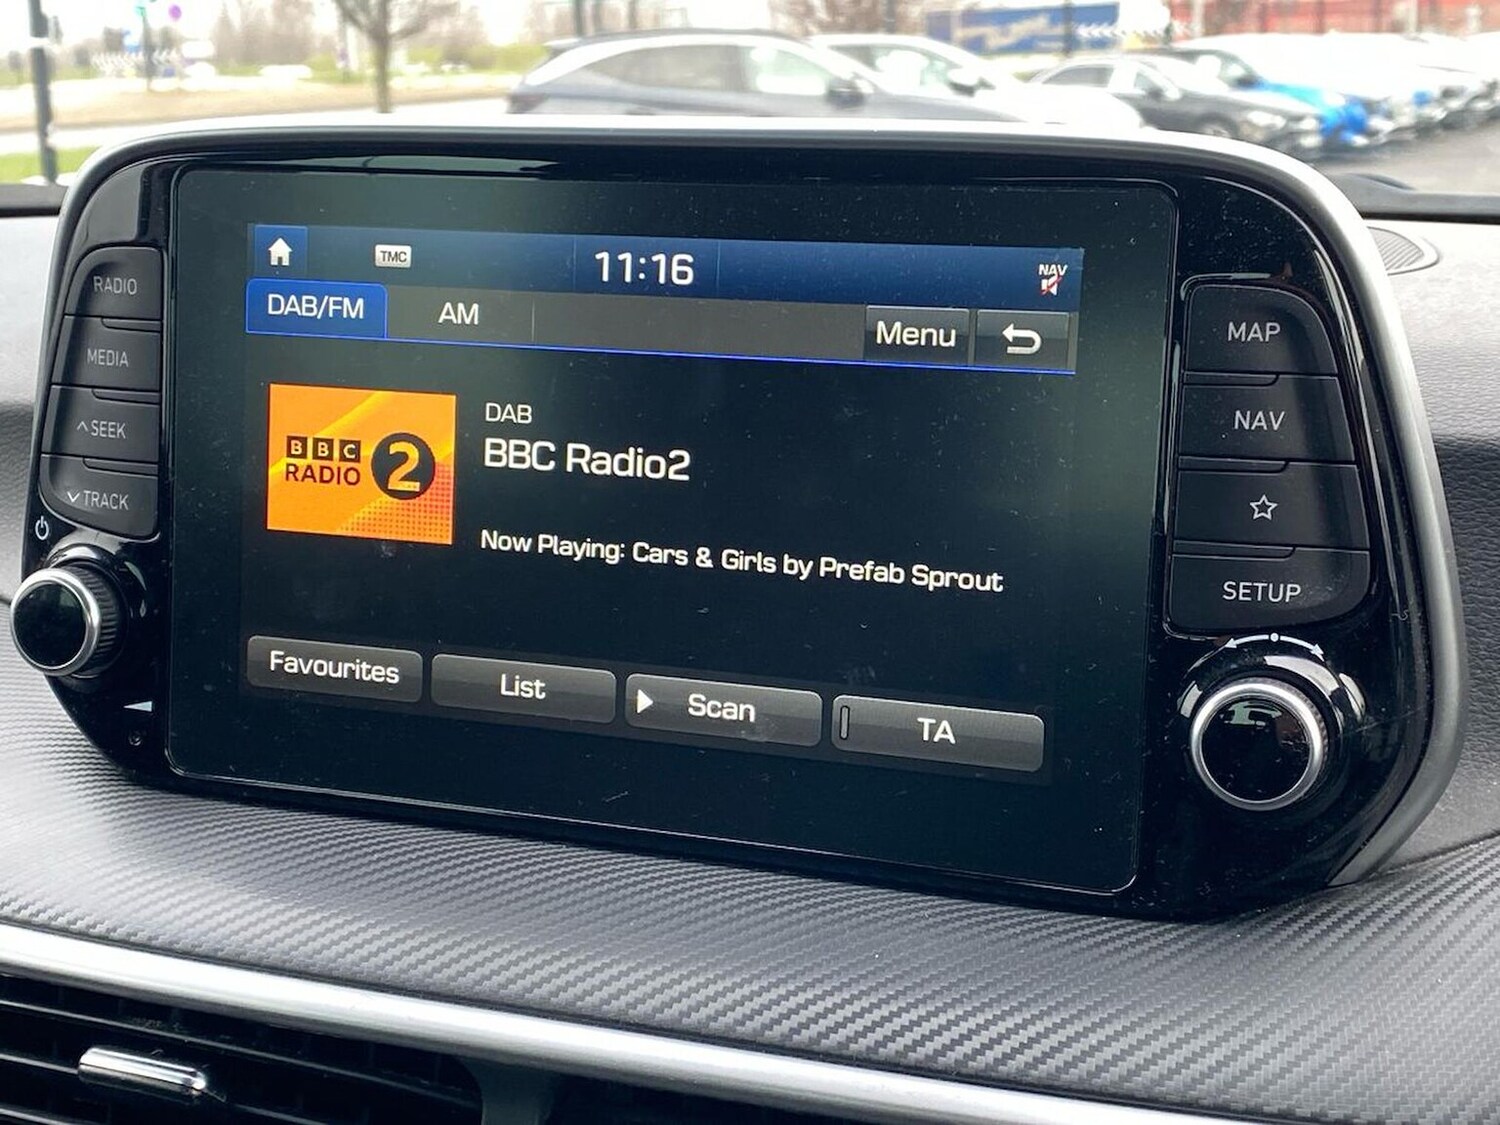 RADIO
MEDIA
SEEK
TRACK
TMC
11:16
NAV
DAB/FM
AM
Menu
BBC
RADIO
2
DAB
BBC Radio2
Now Playing: Cars & Girls by Prefab Sprout
Favourites
List
Scan
TA
MAP
NAV
SETUP